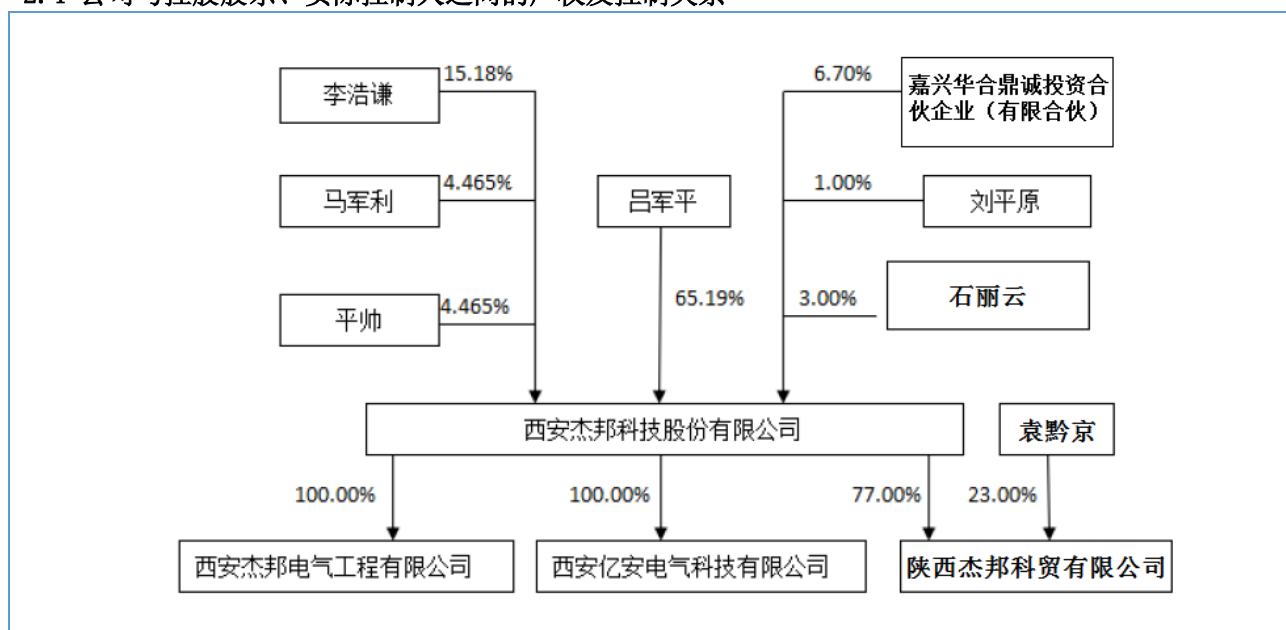 李浩谦
15.18%
6.70%
嘉兴华合鼎诚投资合
伙企业（有限合伙）
马军利
4.465%
吕军平
1.00%
刘平原
平帅
4.465%
65.19%
3.00%
石丽云
西安杰邦科技股份有限公司
袁黔京
100.00%
100.00%
77.00%
23.00%
西安杰邦电气工程有限公司
西安亿安电气科技有限公司
陕西杰邦科贸有限公司